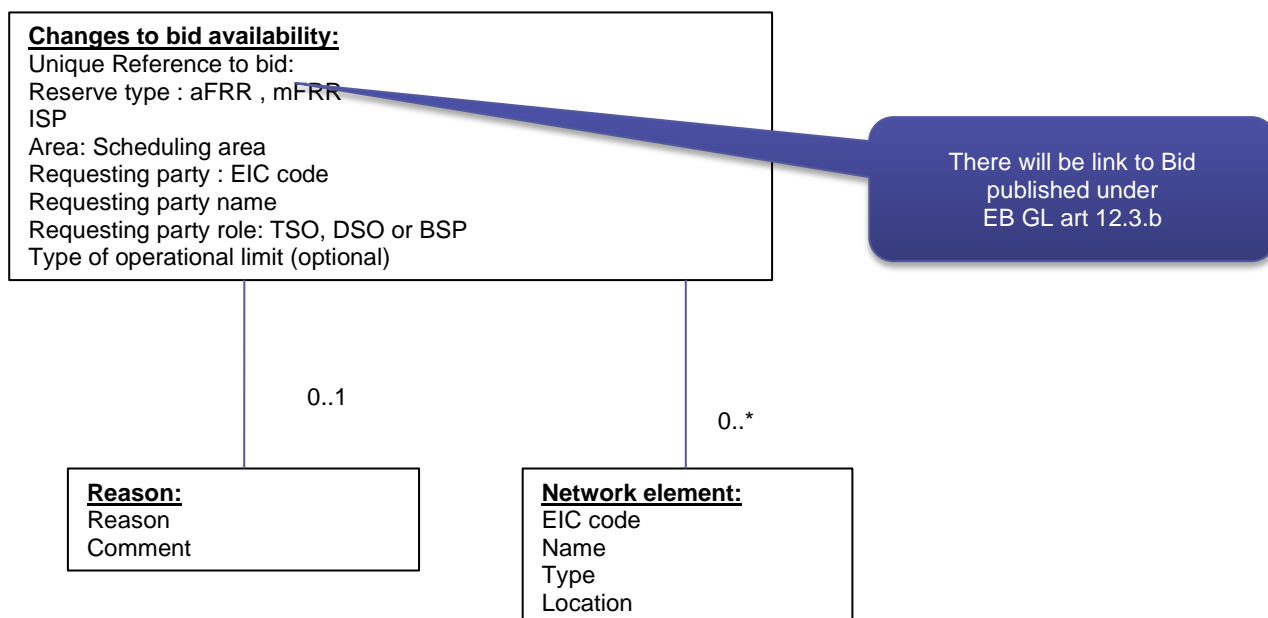 Changes to bid availability:
Unique Reference to bid:
Reserve type : aFRR , mFRR
ISP
Area: Scheduling area
Requesting party : EIC code
Requesting party name
Requesting party role: TSO, DSO or BSP
Type of operational limit (optional)
There will be link to Bid
published under
EB GL art 12.3.b
0..1
0..*
Reason:
Reason
Comment
Network element:
EIC code
Name
Type
Location